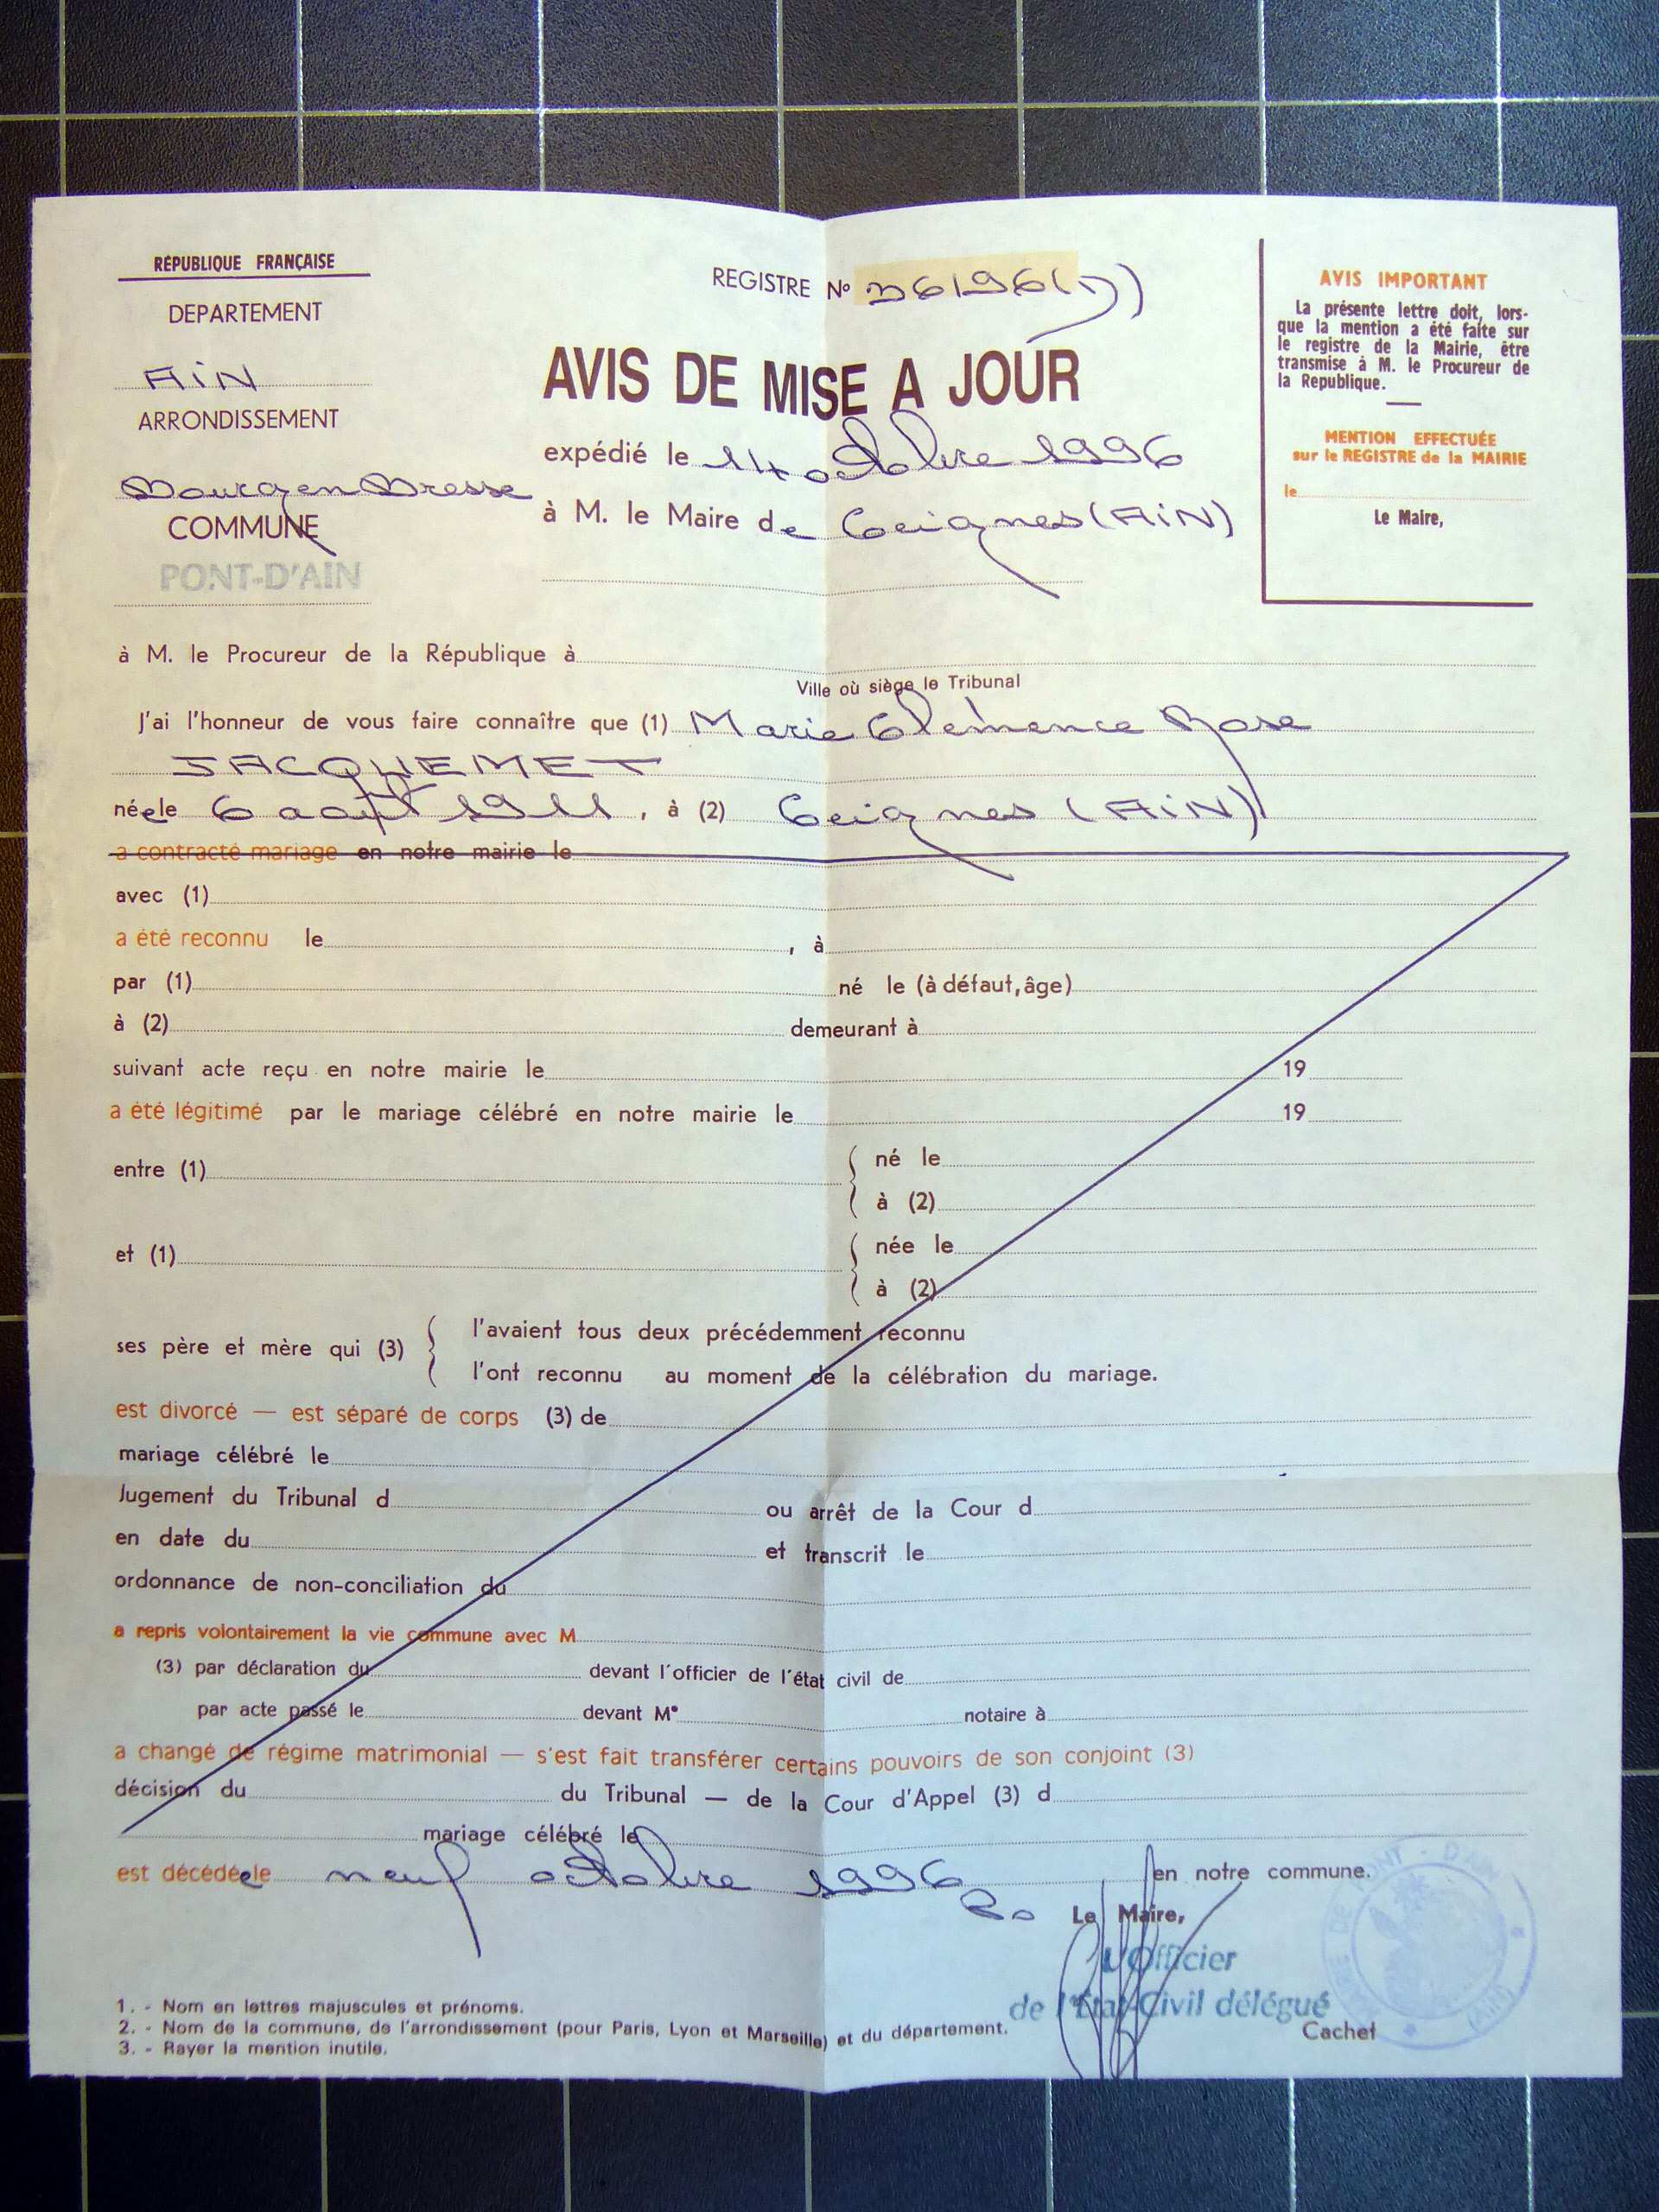 RÉPUBLIQUE FRANÇAISE
DEPARTEMENT
AiN
ARRONDISSEMENT
Bourg en Bresse
COMMUNE
PONT-D'AIN
REGISTRE No
AVIS DE MISE A JOUR
expédié le 14 octobre 1996
à M. le Maire de Ceignes (AiN)
AVIS IMPORTANT
La présente lettre doit, lors-
que la mention a été faite sur
le registre de la Mairie, être
transmise à M. le Procureur de
la Republique.
MENTION EFFECTUÉE
sur le REGISTRE de la MAIRIE
le
Le Maire,
à M. le Procureur de la République à
Ville où siège le Tribunal
J'ai l'honneur de vous faire connaître que (1) Marie Clémence Rose
JACQUEMET
née le 6 août 1911, à (2) Ceignes (AiN)
a contracté mariage en notre mairie le
avec (1)
a été reconnu le , à
par (1) né le (à défaut, âge)
à (2) demeurant à
suivant acte reçu en notre mairie le 19
a été légitimé par le mariage célébré en notre mairie le 19
entre (1) né le
à (2)
et (1) née le
à (2)
ses père et mère qui (3) l'avaient tous deux précédemment reconnu
l'ont reconnu au moment de la célébration du mariage.
est divorcé — est séparé de corps (3) de
mariage célébré le
Jugement du Tribunal d ou arrêt de la Cour d
en date du et transcrit le
ordonnance de non-conciliation du
a repris volontairement la vie commune avec M
(3) par déclaration du devant l'officier de l'état civil de
par acte passé le devant Me notaire à
a changé de régime matrimonial — s'est fait transférer certains pouvoirs de son conjoint (3)
décision du du Tribunal — de la Cour d'Appel (3) d
mariage célébré le
est décédée le neuf octobre 1996 en notre commune.
Le Maire,
L'Officier
de l'Etat-Civil délégué
Cachet
MAIRIE DE PONT-D'AIN (AIN)
1. - Nom en lettres majuscules et prénoms.
2. - Nom de la commune, de l'arrondissement (pour Paris, Lyon et Marseille) et du département.
3. - Rayer la mention inutile.